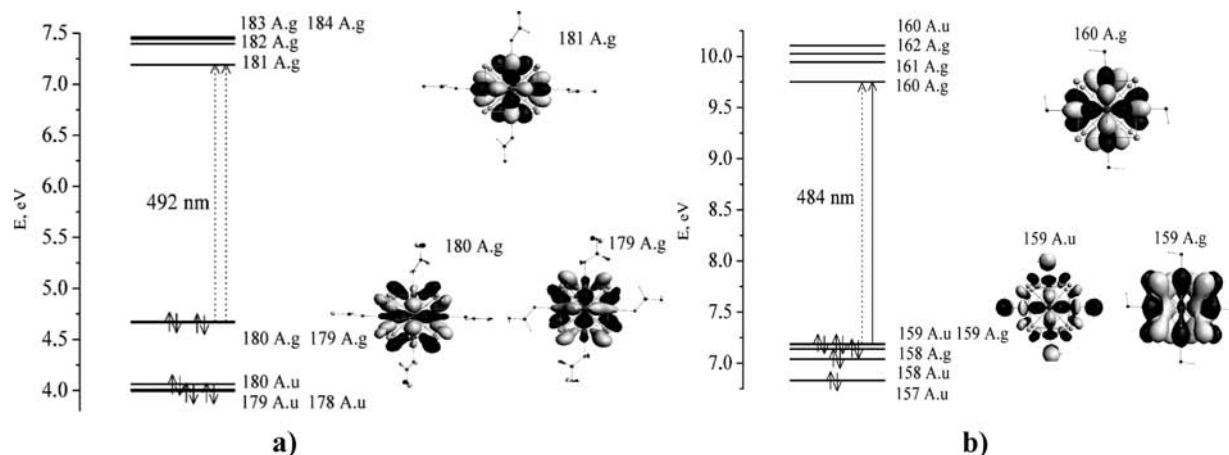 7.5
7.0
6.5
6.0
5.5
5.0
4.5
4.0
E, eV
183 A.g 184 A.g
182 A.g
181 A.g
492 nm
180 A.g 179 A.g
180 A.u
179 A.u 178 A.u
181 A.g
180 A.g
179 A.g
a)
10.0
9.5
9.0
8.5
8.0
7.5
7.0
E, eV
160 A.u
162 A.g
161 A.g
160 A.g
484 nm
159 A.u 159 A.g
158 A.g
158 A.u
157 A.u
160 A.g
159 A.u
159 A.g
b)